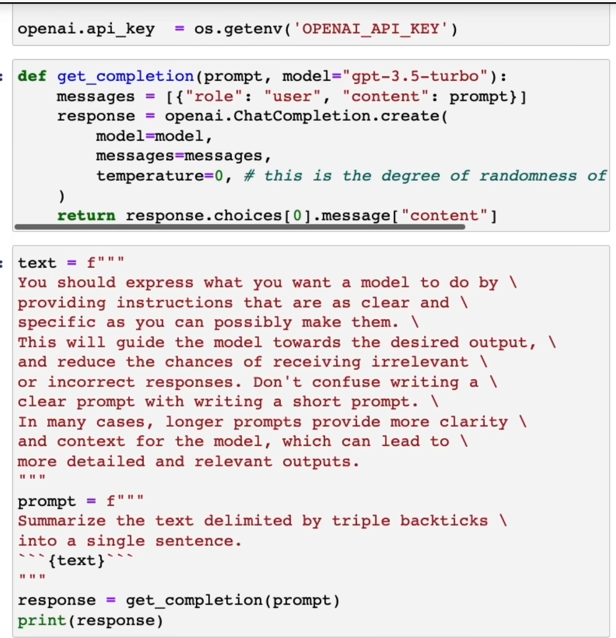 openai.api_key  = os.getenv('OPENAI_API_KEY')
def get_completion(prompt, model="gpt-3.5-turbo"):
    messages = [{"role": "user", "content": prompt}]
    response = openai.ChatCompletion.create(
        model=model,
        messages=messages,
        temperature=0, # this is the degree of randomness of
    )
    return response.choices[0].message["content"]
text = f"""
You should express what you want a model to do by \
providing instructions that are as clear and \
specific as you can possibly make them. \
This will guide the model towards the desired output, \
and reduce the chances of receiving irrelevant \
or incorrect responses. Don't confuse writing a \
clear prompt with writing a short prompt. \
In many cases, longer prompts provide more clarity \
and context for the model, which can lead to \
more detailed and relevant outputs.
"""
prompt = f"""
Summarize the text delimited by triple backticks \
into a single sentence.
```{text}```
"""
response = get_completion(prompt)
print(response)